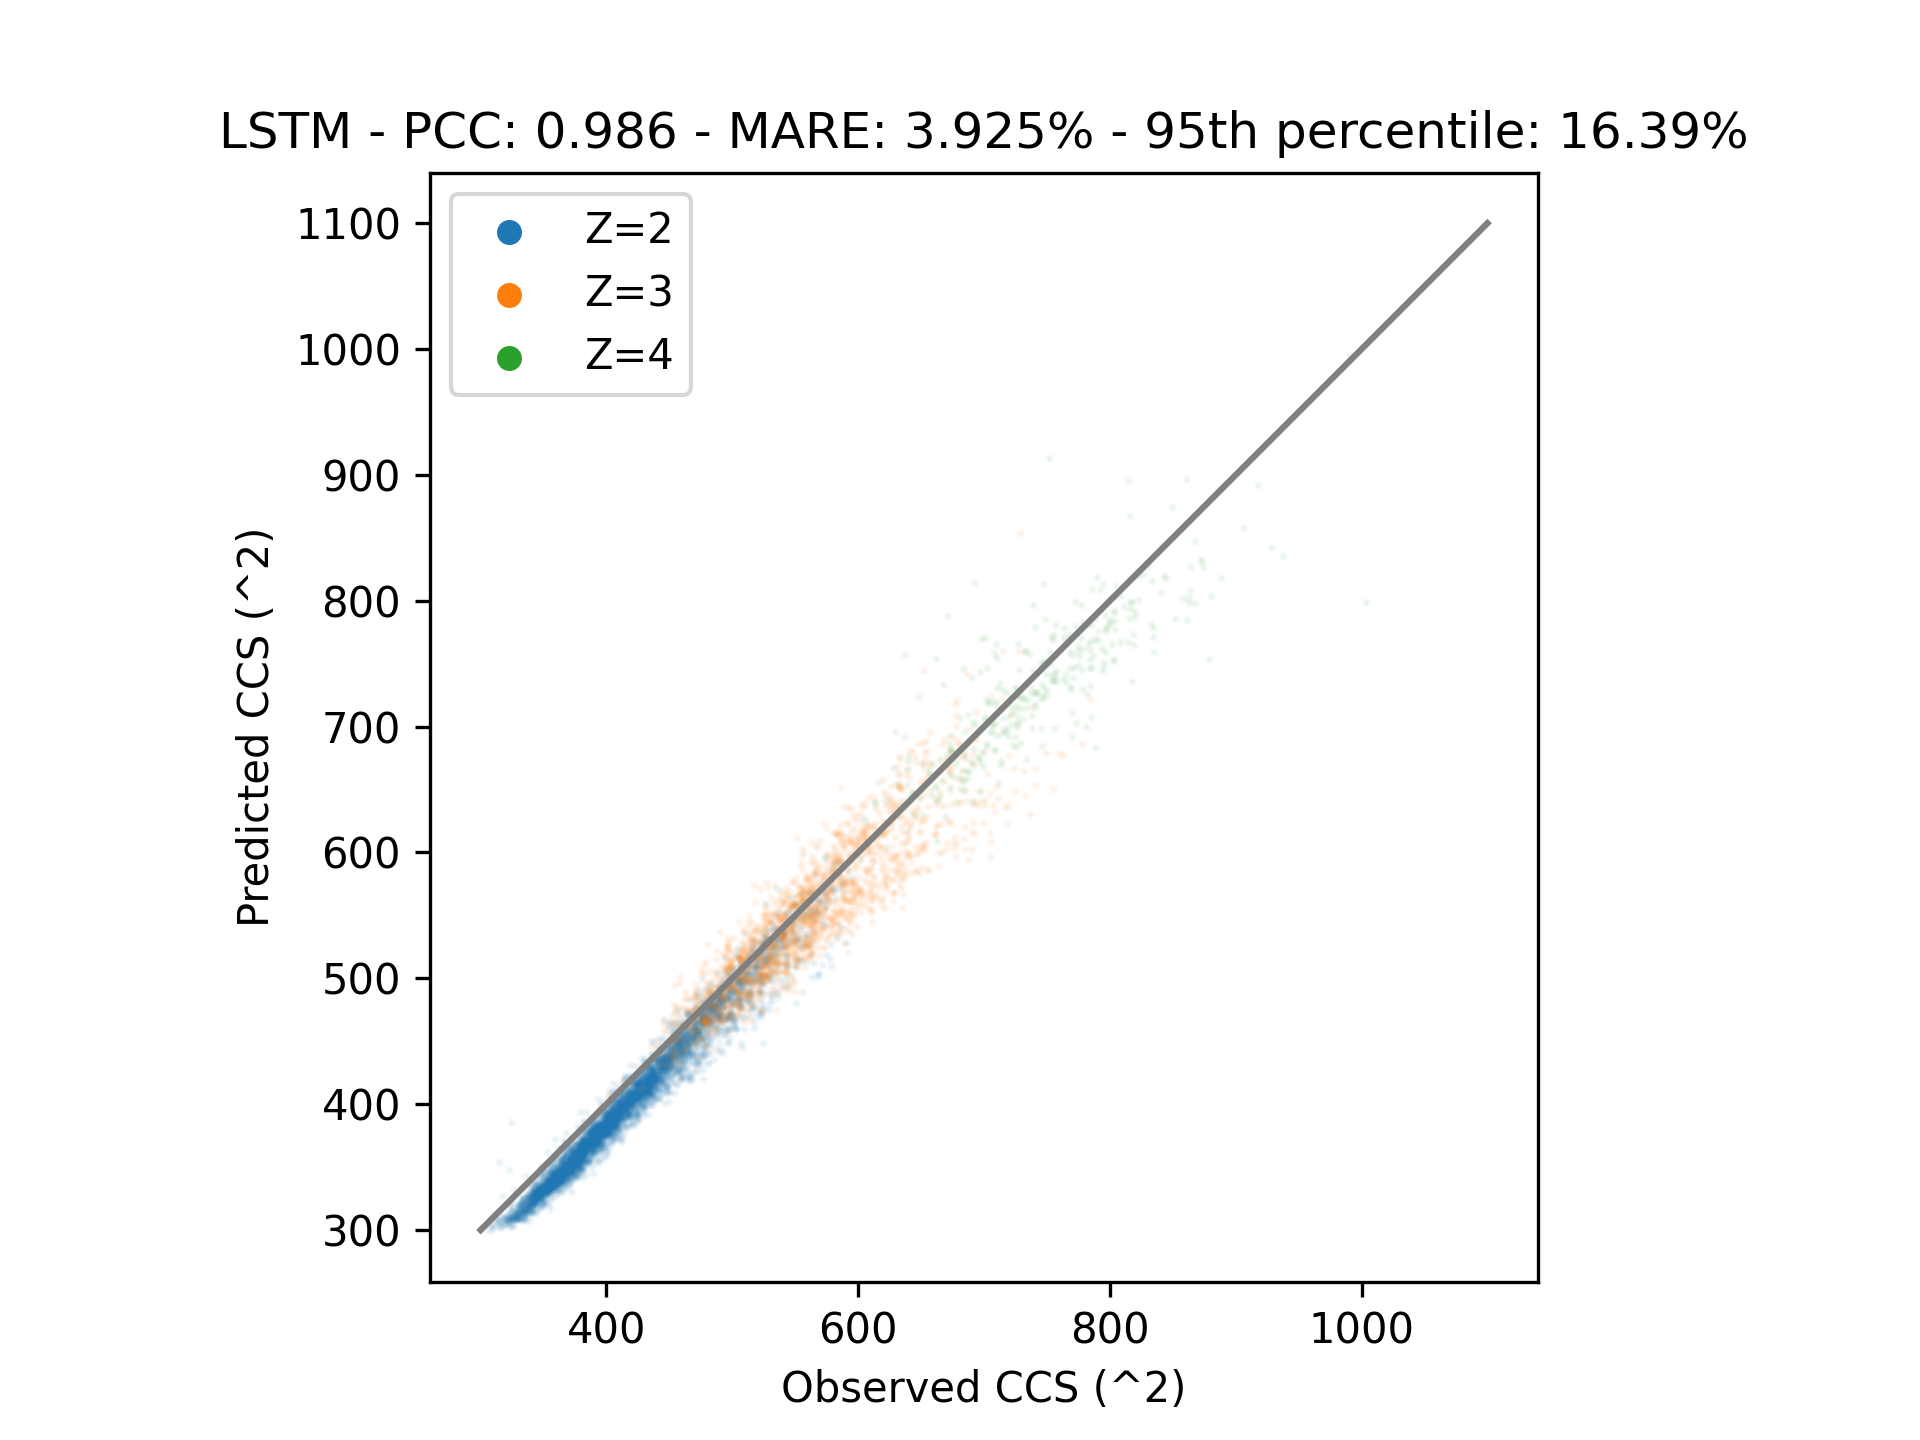 LSTM - PCC: 0.986 - MARE: 3.925% - 95th percentile: 16.39%
Z=2
Z=3
Z=4
1100
1000
900
800
700
600
500
400
300
Predicted CCS (^2)
400 600 800 1000
Observed CCS (^2)